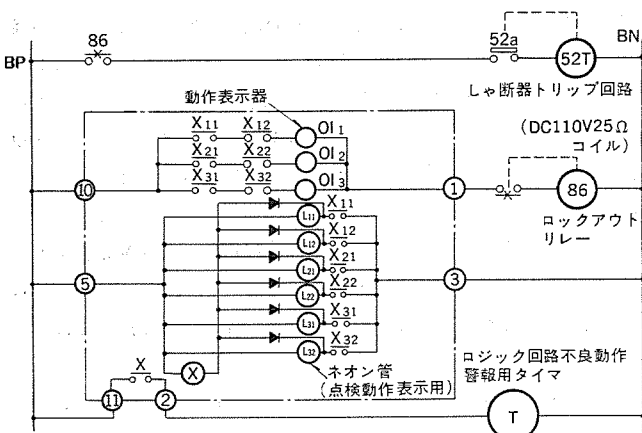 86
52a
BN
BP
52T
しゃ断器トリップ回路
動作表示器
X11 X12 OI1
X21 X22 OI2
X31 X32 OI3
(DC110V25Ω
コイル)
10
1
86
ロックアウト
リレー
L11 X11
L12 X12
L21 X21
L22 X22
L31 X31
L32 X32
5
3
X
ネオン管
(点検動作表示用)
ロジック回路不良動作
警報用タイマ
X
11
2
T